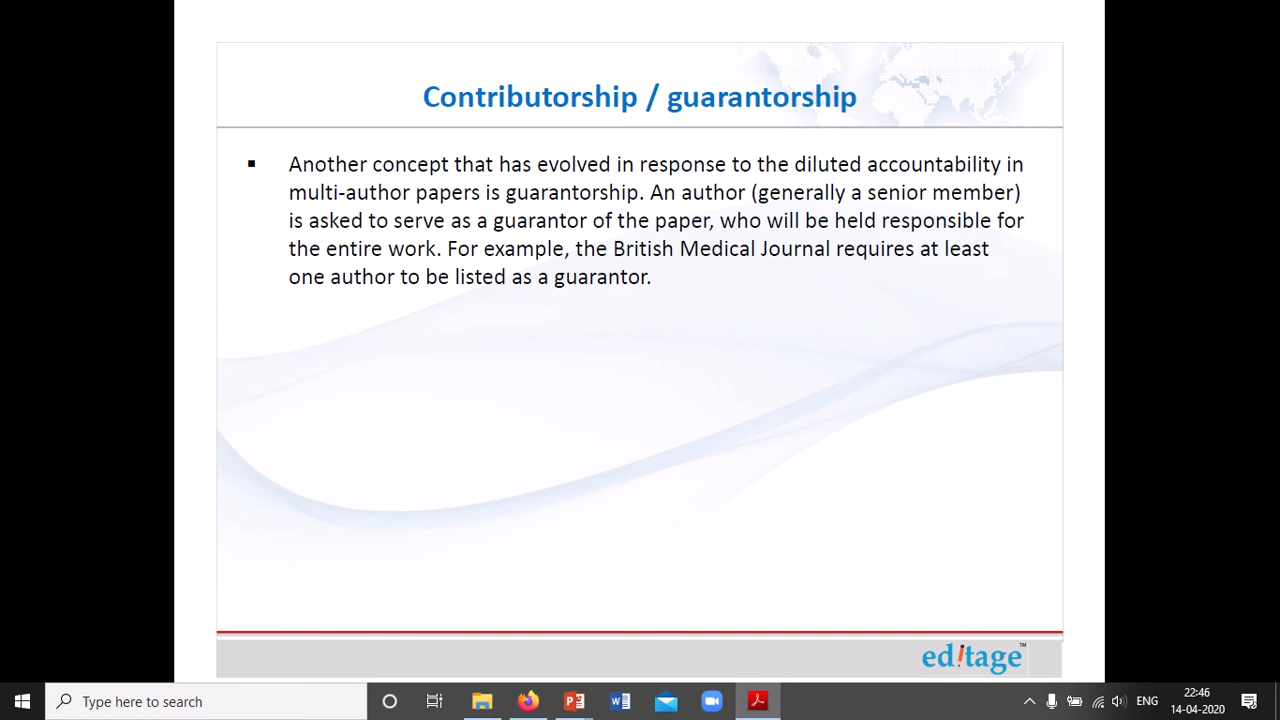 Contributorship / guarantorship
▪ Another concept that has evolved in response to the diluted accountability in
multi-author papers is guarantorship. An author (generally a senior member)
is asked to serve as a guarantor of the paper, who will be held responsible for
the entire work. For example, the British Medical Journal requires at least
one author to be listed as a guarantor.
ed!tage™
Type here to search
ENG
22:46
14-04-2020